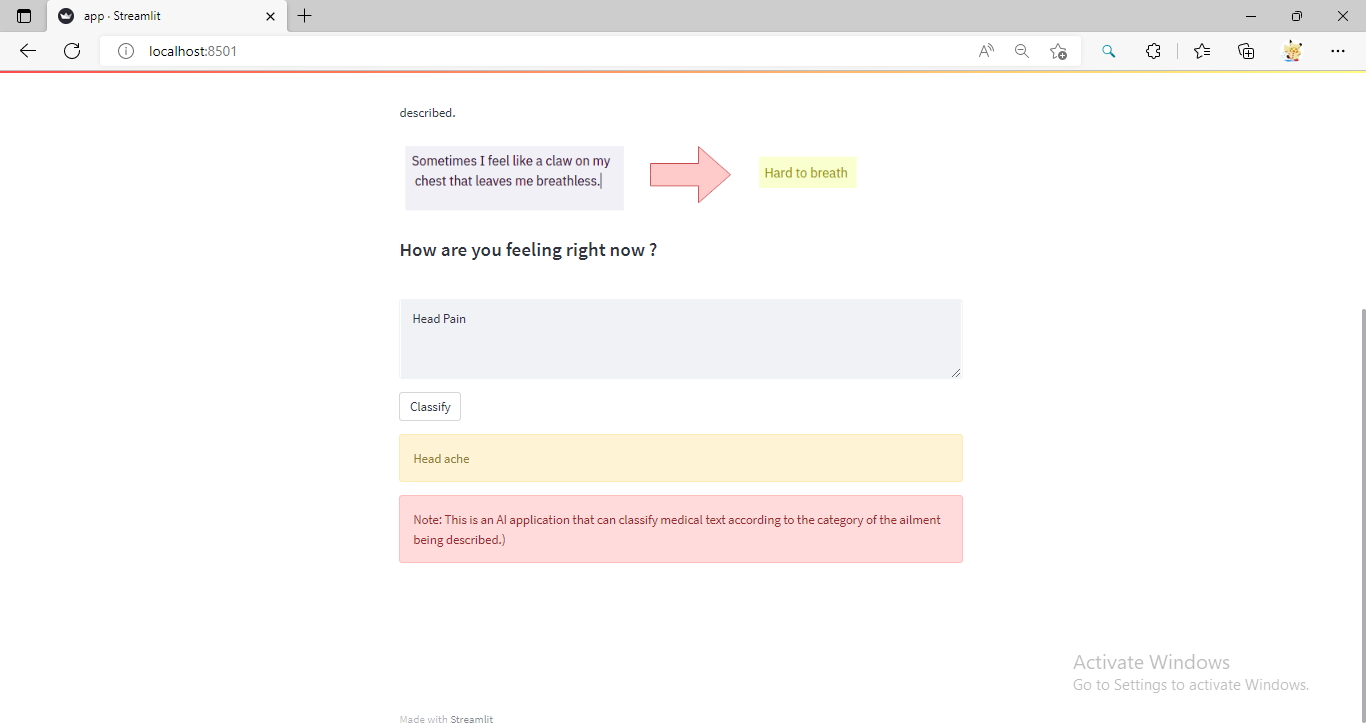 app · Streamlit
localhost:8501
described.
Sometimes I feel like a claw on my
chest that leaves me breathless.
Hard to breath
How are you feeling right now ?
Head Pain
Classify
Head ache
Note: This is an AI application that can classify medical text according to the category of the ailment
being described.)
Activate Windows
Go to Settings to activate Windows.
Made with Streamlit